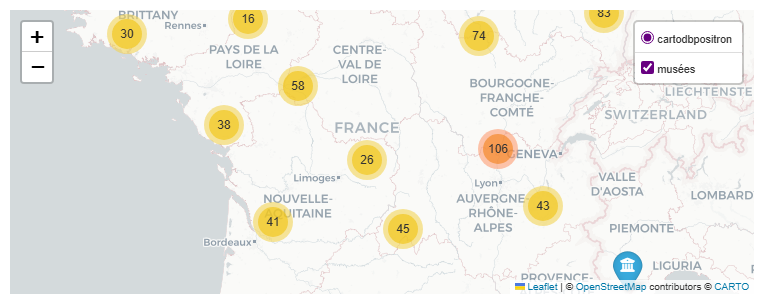 BRITTANY
Rennes
16
83
30
74
+
−
cartodbpositron
musées
PAYS DE LA
LOIRE
CENTRE-
VAL DE
LOIRE
58
BOURGOGNE-
FRANCHE-
COMTÉ
LIECHTENSTE
SWITZERLAND
38
FRANCE
106
GENEVA
26
Limoges
Lyon
VALLE
D'AOSTA
LOMBARD
NOUVELLE-
AQUITAINE
AUVERGNE-
RHÔNE-
ALPES
43
41
45
PIEMONTE
Bordeaux
LIGURIA
PROVENCE-
Leaflet | © OpenStreetMap contributors © CARTO